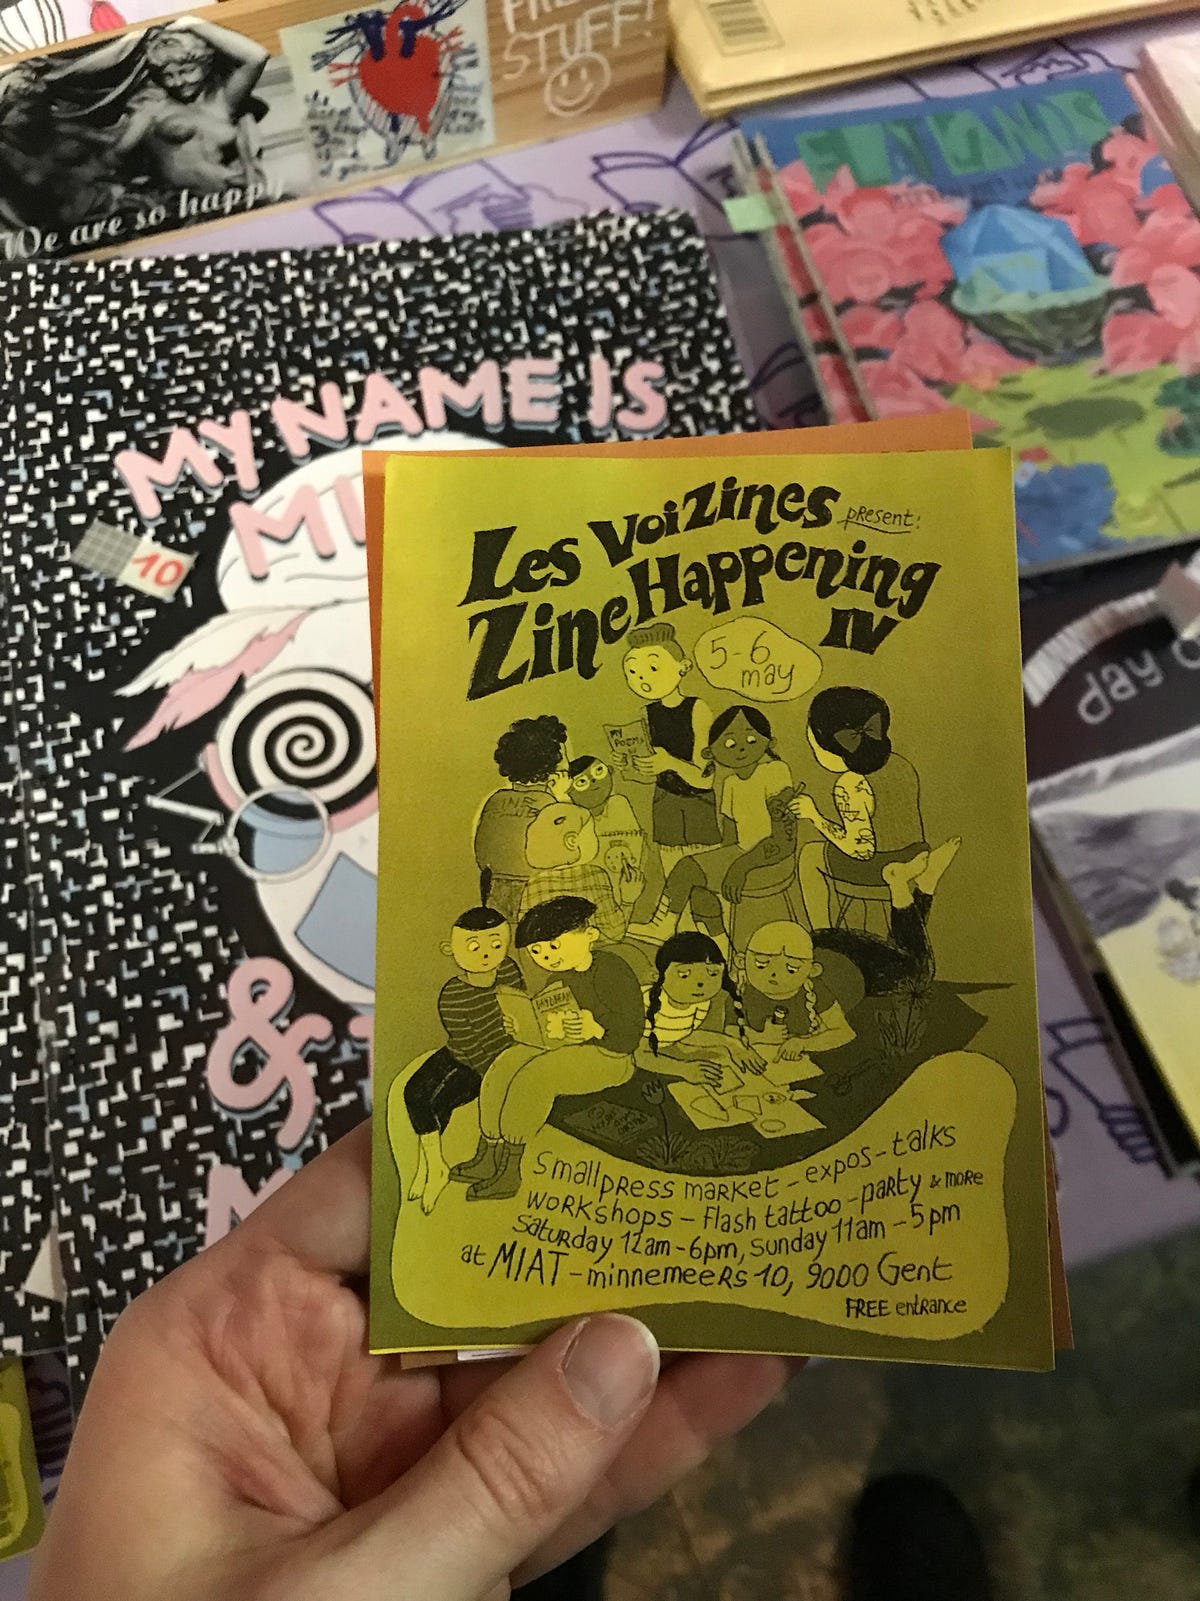 FREE
STUFF!
We are so happy
MY NAME IS
MI
10
&
day
Les Voizines present:
Zine Happening
IV
5-6
may
MY
POEMS
Smallpress market - expos - talks
workshops - flash tattoo - party & more
Saturday 11am - 6pm, Sunday 11am - 5pm
at MIAT - minnemeers 10, 9000 Gent
FREE entrance